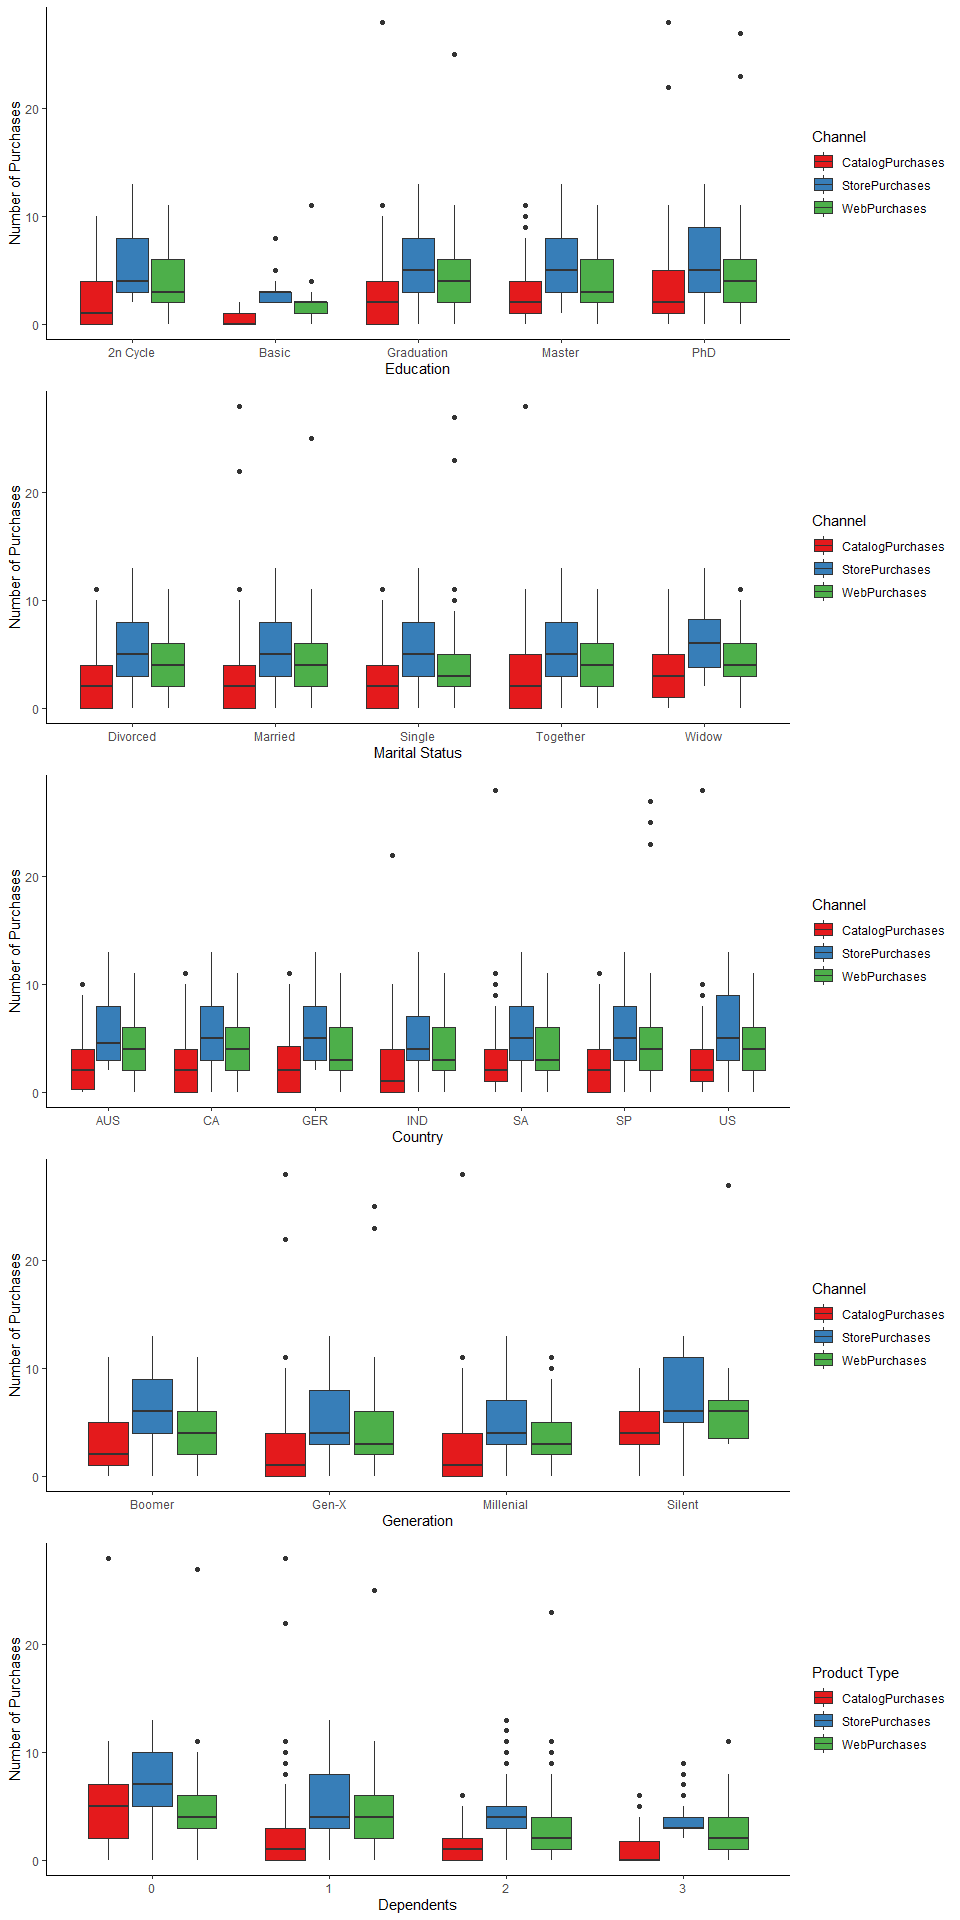 Number of Purchases
20
10
0
2n Cycle Basic Graduation Master PhD
Education
Channel
CatalogPurchases
StorePurchases
WebPurchases
Number of Purchases
20
10
0
Divorced Married Single Together Widow
Marital Status
Channel
CatalogPurchases
StorePurchases
WebPurchases
Number of Purchases
20
10
0
AUS CA GER IND SA SP US
Country
Channel
CatalogPurchases
StorePurchases
WebPurchases
Number of Purchases
20
10
0
Boomer Gen-X Millenial Silent
Generation
Channel
CatalogPurchases
StorePurchases
WebPurchases
Number of Purchases
20
10
0
0 1 2 3
Dependents
Product Type
CatalogPurchases
StorePurchases
WebPurchases